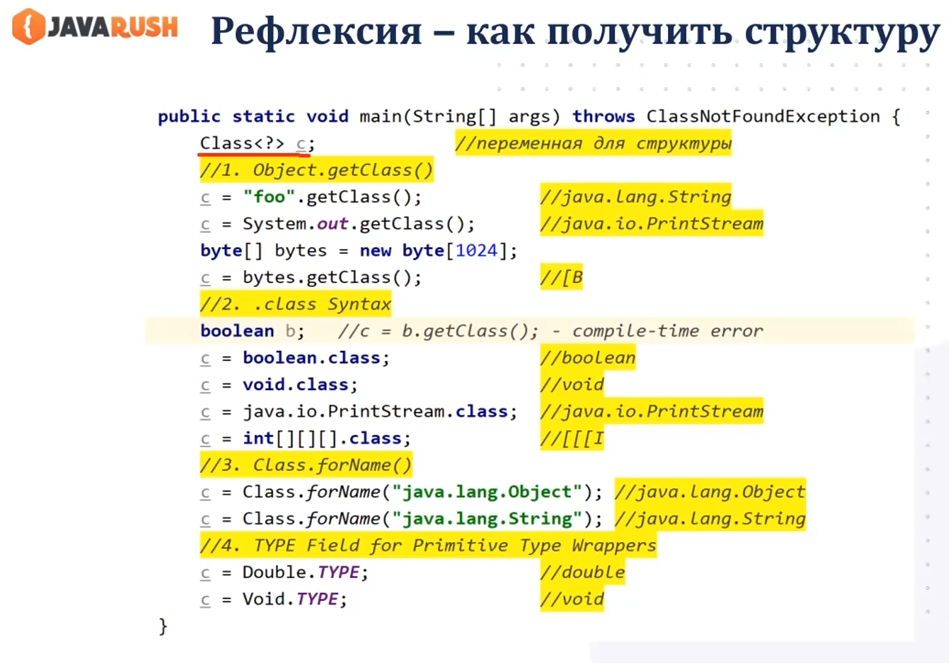 JAVARUSH
Рефлексия – как получить структуру
public static void main(String[] args) throws ClassNotFoundException {
Class<?> c; //переменная для структуры
//1. Object.getClass()
c = "foo".getClass(); //java.lang.String
c = System.out.getClass(); //java.io.PrintStream
byte[] bytes = new byte[1024];
c = bytes.getClass(); //[B
//2. .class Syntax
boolean b; //c = b.getClass(); - compile-time error
c = boolean.class; //boolean
c = void.class; //void
c = java.io.PrintStream.class; //java.io.PrintStream
c = int[][][].class; //[[[I
//3. Class.forName()
c = Class.forName("java.lang.Object"); //java.lang.Object
c = Class.forName("java.lang.String"); //java.lang.String
//4. TYPE Field for Primitive Type Wrappers
c = Double.TYPE; //double
c = Void.TYPE; //void
}